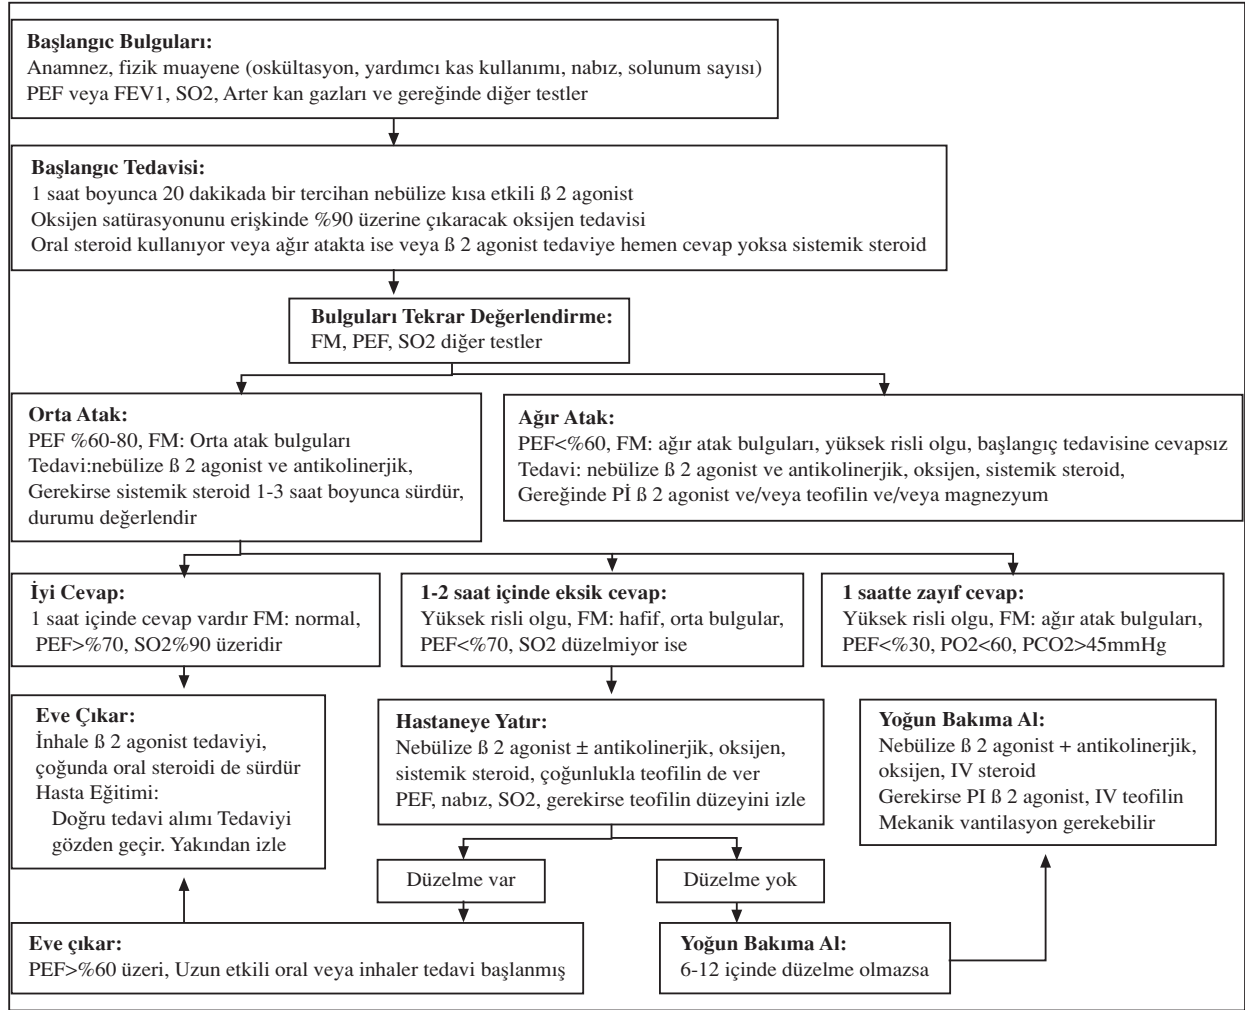 Başlangıc Bulguları:
Anamnez, fizik muayene (oskültasyon, yardımcı kas kullanımı, nabız, solunum sayısı)
PEF veya FEV1, SO2, Arter kan gazları ve gereğinde diğer testler
Başlangıc Tedavisi:
1 saat boyunca 20 dakikada bir tercihan nebülize kısa etkili ß 2 agonist
Oksijen satürasyonunu erişkinde %90 üzerine çıkaracak oksijen tedavisi
Oral steroid kullanıyor veya ağır atakta ise veya ß 2 agonist tedaviye hemen cevap yoksa sistemik steroid
Bulguları Tekrar Değerlendirme:
FM, PEF, SO2 diğer testler
Orta Atak:
PEF %60-80, FM: Orta atak bulguları
Tedavi:nebülize ß 2 agonist ve antikolinerjik,
Gerekirse sistemik steroid 1-3 saat boyunca sürdür,
durumu değerlendir
Ağır Atak:
PEF<%60, FM: ağır atak bulguları, yüksek risli olgu, başlangıç tedavisine cevapsız
Tedavi: nebülize ß 2 agonist ve antikolinerjik, oksijen, sistemik steroid,
Gereğinde Pİ ß 2 agonist ve/veya teofilin ve/veya magnezyum
İyi Cevap:
1 saat içinde cevap vardır FM: normal,
PEF>%70, SO2%90 üzeridir
1-2 saat içinde eksik cevap:
Yüksek risli olgu, FM: hafif, orta bulgular,
PEF<%70, SO2 düzelmiyor ise
1 saatte zayıf cevap:
Yüksek risli olgu, FM: ağır atak bulguları,
PEF<%30, PO2<60, PCO2>45mmHg
Eve Çıkar:
İnhale ß 2 agonist tedaviyi,
çoğunda oral steroidi de sürdür
Hasta Eğitimi:
Doğru tedavi alımı Tedaviyi
gözden geçir. Yakından izle
Hastaneye Yatır:
Nebülize ß 2 agonist ± antikolinerjik, oksijen,
sistemik steroid, çoğunlukla teofilin de ver
PEF, nabız, SO2, gerekirse teofilin düzeyini izle
Yoğun Bakıma Al:
Nebülize ß 2 agonist + antikolinerjik,
oksijen, IV steroid
Gerekirse PI ß 2 agonist, IV teofilin
Mekanik vantilasyon gerekebilir
Düzelme var
Düzelme yok
Eve çıkar:
PEF>%60 üzeri, Uzun etkili oral veya inhaler tedavi başlanmış
Yoğun Bakıma Al:
6-12 içinde düzelme olmazsa